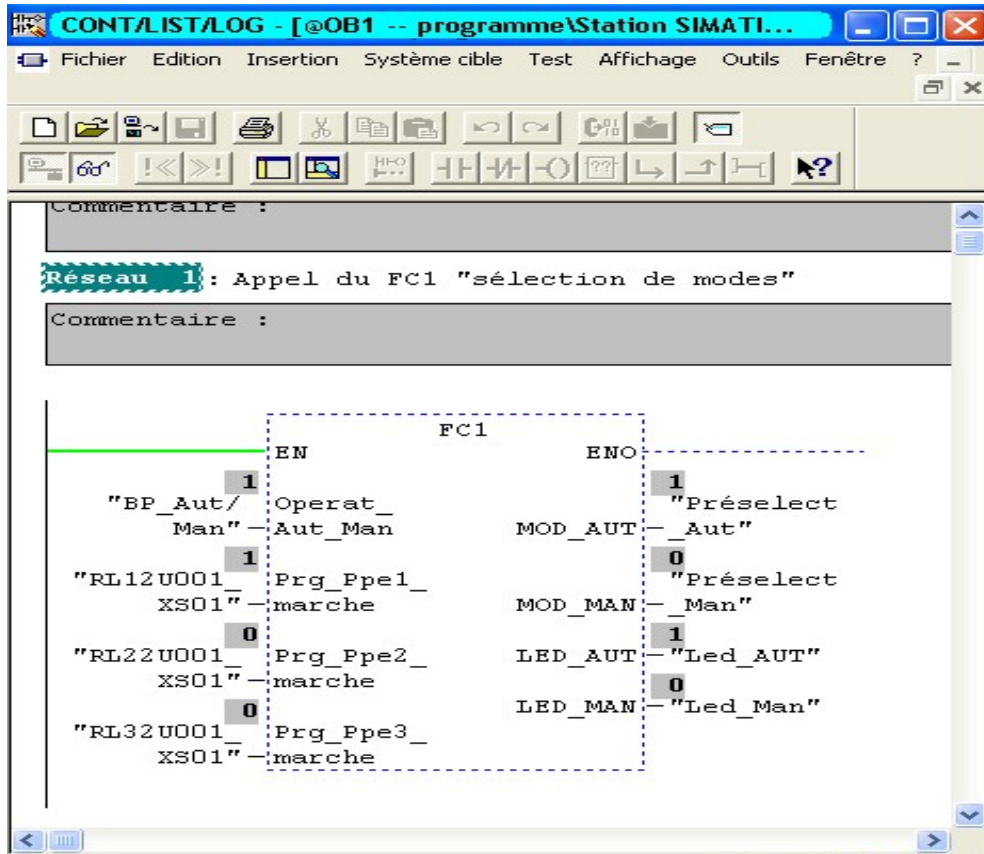 CONT/LIST/LOG - [@OB1 -- programme\Station SIMATI...
Fichier Edition Insertion Système cible Test Affichage Outils Fenêtre ?
Commentaire :
Réseau 1 : Appel du FC1 "sélection de modes"
Commentaire :
FC1
EN ENO
1 1
"BP_Aut/ Operat_ "Préselect
Man" Aut_Man MOD_AUT _Aut"
1 0
"RL12U001_ Prg_Ppe1_ "Préselect
XS01" marche MOD_MAN _Man"
0 1
"RL22U001_ Prg_Ppe2_ LED_AUT "Led_AUT"
XS01" marche 0
0 LED_MAN "Led_Man"
"RL32U001_ Prg_Ppe3_
XS01" marche